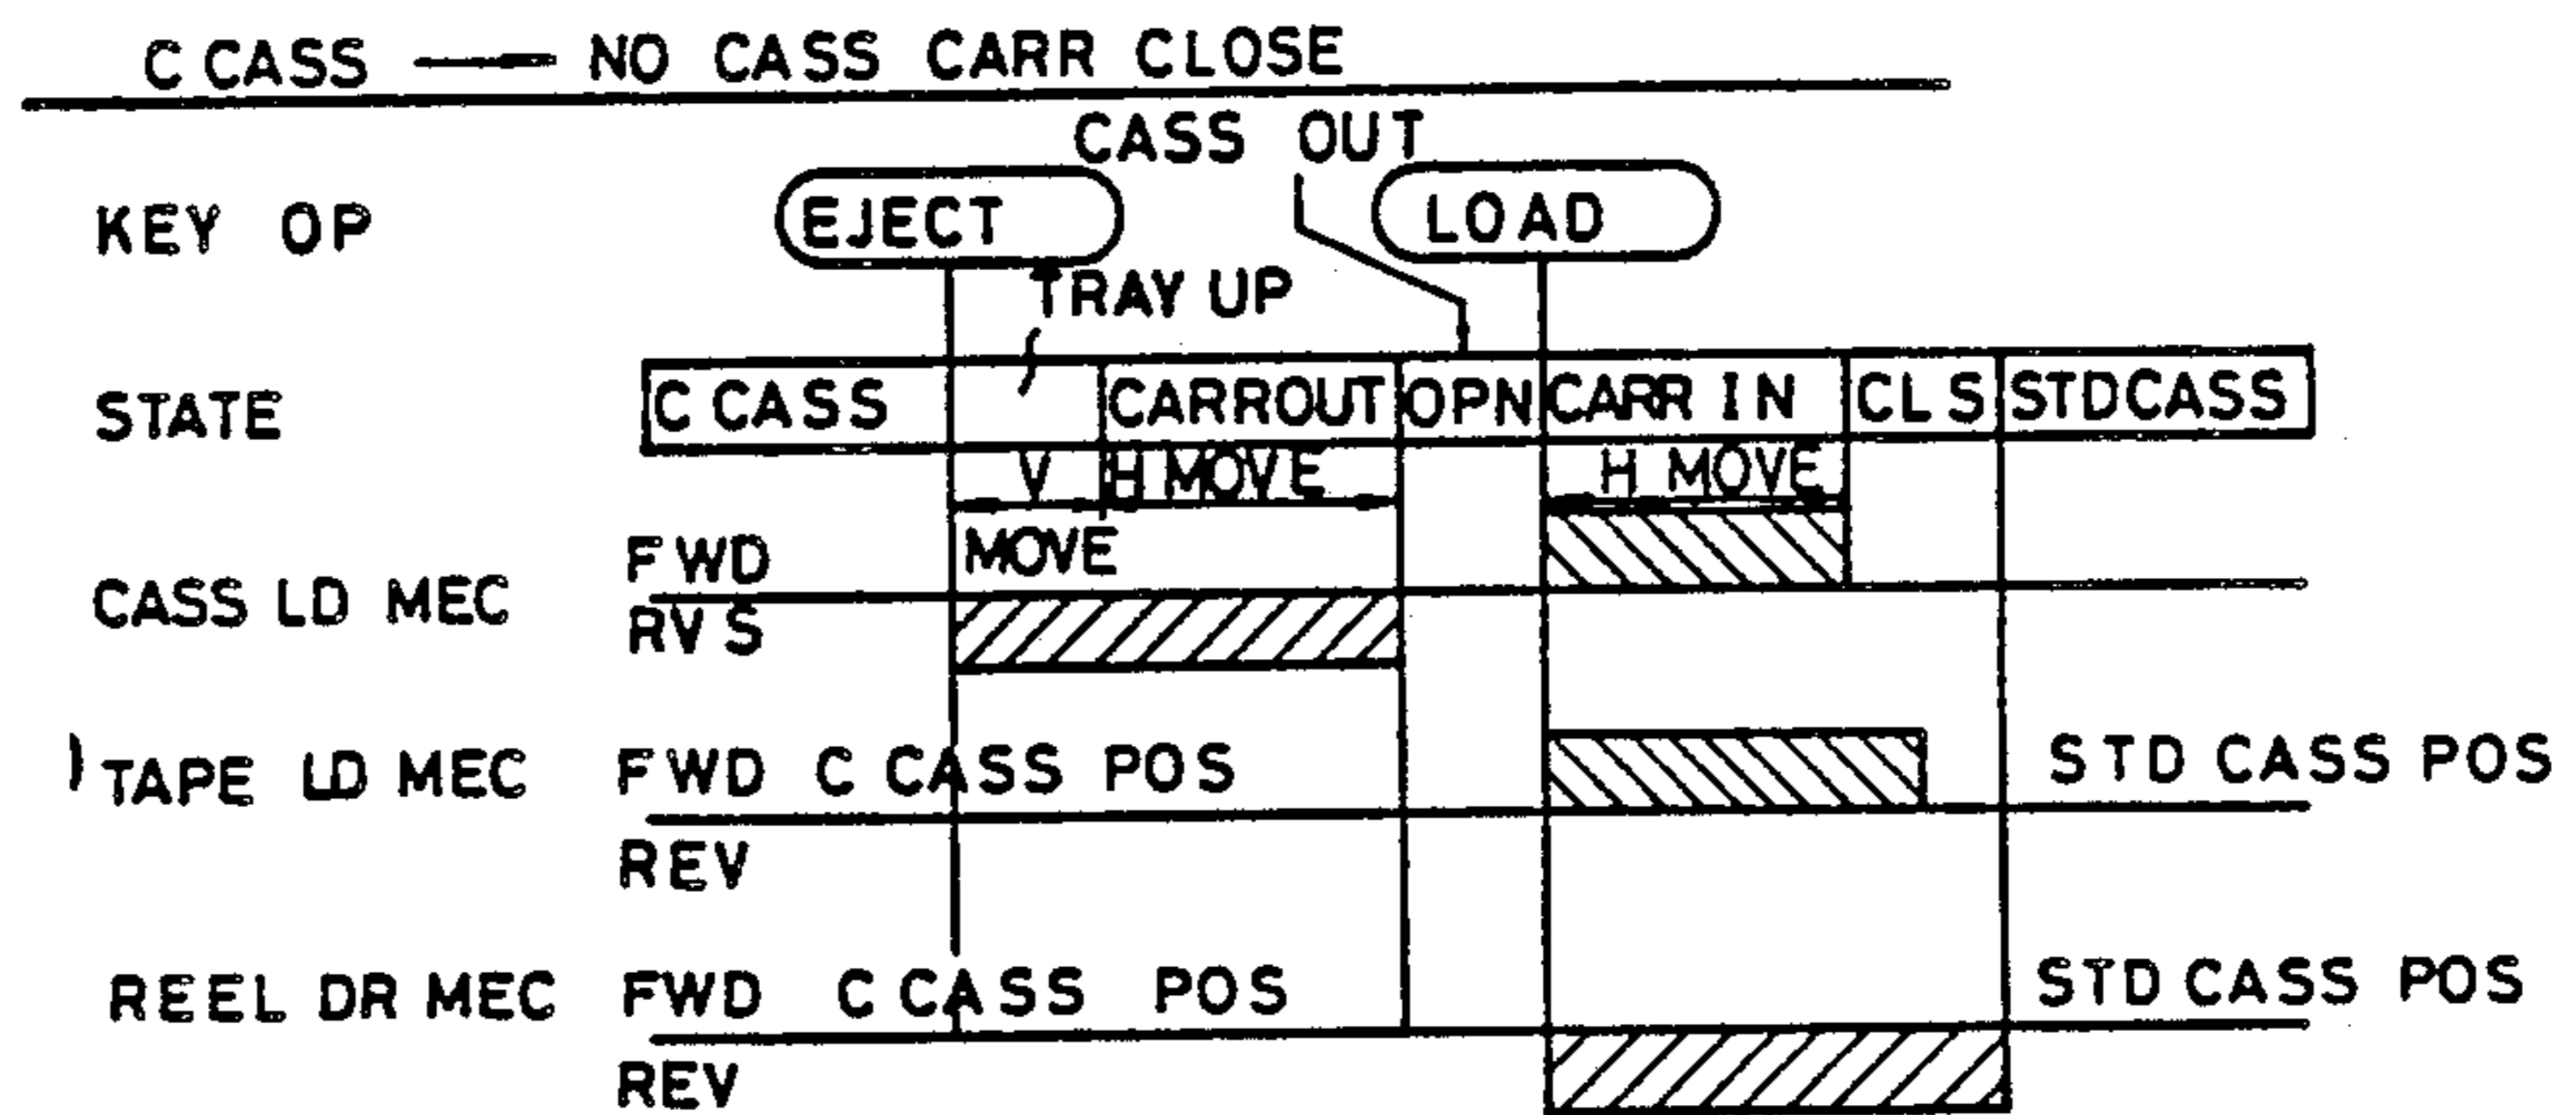 C CASS — NO CASS CARR CLOSE
CASS OUT
KEY OP EJECT LOAD
TRAY UP
STATE C CASS CARROUT OPN CARR IN CLS STDCASS
V H MOVE H MOVE
MOVE
CASS LD MEC FWD
RVS
TAPE LD MEC FWD C CASS POS STD CASS POS
REV
REEL DR MEC FWD C CASS POS STD CASS POS
REV